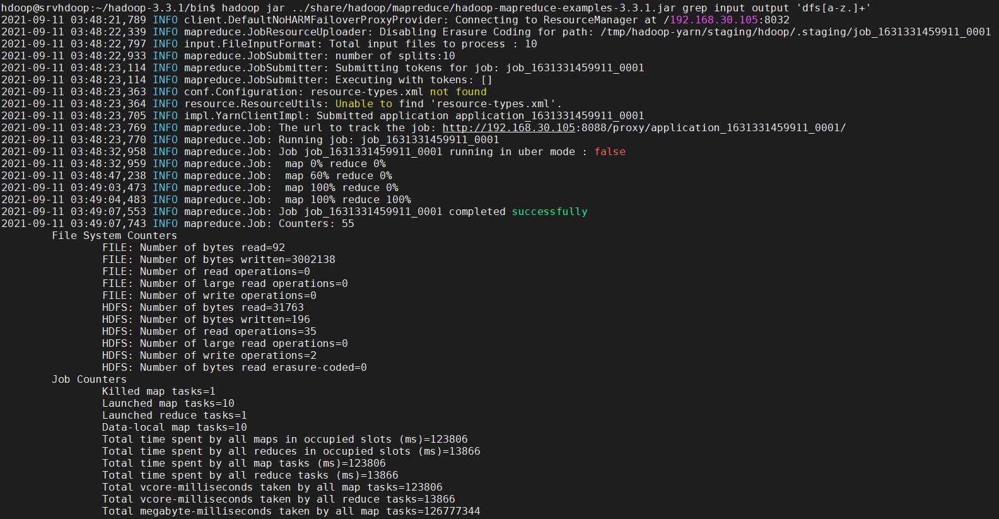 hdoop@srvhdoop:~/hadoop-3.3.1/bin$ hadoop jar ../share/hadoop/mapreduce/hadoop-mapreduce-examples-3.3.1.jar grep input output 'dfs[a-z.]+'
2021-09-11 03:48:21,789 INFO client.DefaultNoHARMFailoverProxyProvider: Connecting to ResourceManager at /192.168.30.105:8032
2021-09-11 03:48:22,339 INFO mapreduce.JobResourceUploader: Disabling Erasure Coding for path: /tmp/hadoop-yarn/staging/hdoop/.staging/job_1631331459911_0001
2021-09-11 03:48:22,797 INFO input.FileInputFormat: Total input files to process : 10
2021-09-11 03:48:22,933 INFO mapreduce.JobSubmitter: number of splits:10
2021-09-11 03:48:23,114 INFO mapreduce.JobSubmitter: Submitting tokens for job: job_1631331459911_0001
2021-09-11 03:48:23,114 INFO mapreduce.JobSubmitter: Executing with tokens: []
2021-09-11 03:48:23,363 INFO conf.Configuration: resource-types.xml not found
2021-09-11 03:48:23,364 INFO resource.ResourceUtils: Unable to find 'resource-types.xml'.
2021-09-11 03:48:23,705 INFO impl.YarnClientImpl: Submitted application application_1631331459911_0001
2021-09-11 03:48:23,769 INFO mapreduce.Job: The url to track the job: http://192.168.30.105:8088/proxy/application_1631331459911_0001/
2021-09-11 03:48:23,770 INFO mapreduce.Job: Running job: job_1631331459911_0001
2021-09-11 03:48:32,958 INFO mapreduce.Job: Job job_1631331459911_0001 running in uber mode : false
2021-09-11 03:48:32,959 INFO mapreduce.Job:  map 0% reduce 0%
2021-09-11 03:48:47,238 INFO mapreduce.Job:  map 60% reduce 0%
2021-09-11 03:49:03,473 INFO mapreduce.Job:  map 100% reduce 0%
2021-09-11 03:49:04,483 INFO mapreduce.Job:  map 100% reduce 100%
2021-09-11 03:49:07,553 INFO mapreduce.Job: Job job_1631331459911_0001 completed successfully
2021-09-11 03:49:07,743 INFO mapreduce.Job: Counters: 55
File System Counters
FILE: Number of bytes read=92
FILE: Number of bytes written=3002138
FILE: Number of read operations=0
FILE: Number of large read operations=0
FILE: Number of write operations=0
HDFS: Number of bytes read=31763
HDFS: Number of bytes written=196
HDFS: Number of read operations=35
HDFS: Number of large read operations=0
HDFS: Number of write operations=2
HDFS: Number of bytes read erasure-coded=0
Job Counters
Killed map tasks=1
Launched map tasks=10
Launched reduce tasks=1
Data-local map tasks=10
Total time spent by all maps in occupied slots (ms)=123806
Total time spent by all reduces in occupied slots (ms)=13866
Total time spent by all map tasks (ms)=123806
Total time spent by all reduce tasks (ms)=13866
Total vcore-milliseconds taken by all map tasks=123806
Total vcore-milliseconds taken by all reduce tasks=13866
Total megabyte-milliseconds taken by all map tasks=126777344